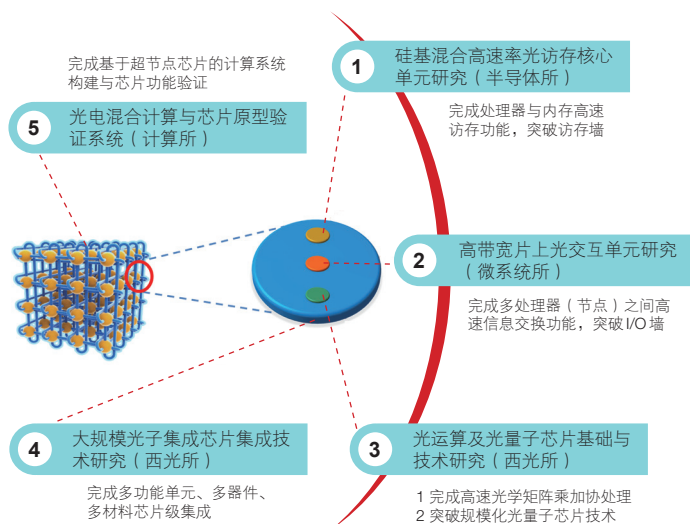 1
硅基混合高速率光访存核心
单元研究（半导体所）
完成处理器与内存高速
访存功能，突破访存墙
2
高带宽片上光交互单元研究
（微系统所）
完成多处理器（节点）之间高
速信息交换功能，突破I/O墙
3
光运算及光量子芯片基础与
技术研究（西光所）
1 完成高速光学矩阵乘加协处理
2 突破规模化光量子芯片技术
4
大规模光子集成芯片集成技
术研究（西光所）
完成多功能单元、多器件、
多材料芯片级集成
完成基于超节点芯片的计算系统
构建与芯片功能验证
5
光电混合计算与芯片原型验
证系统（计算所）